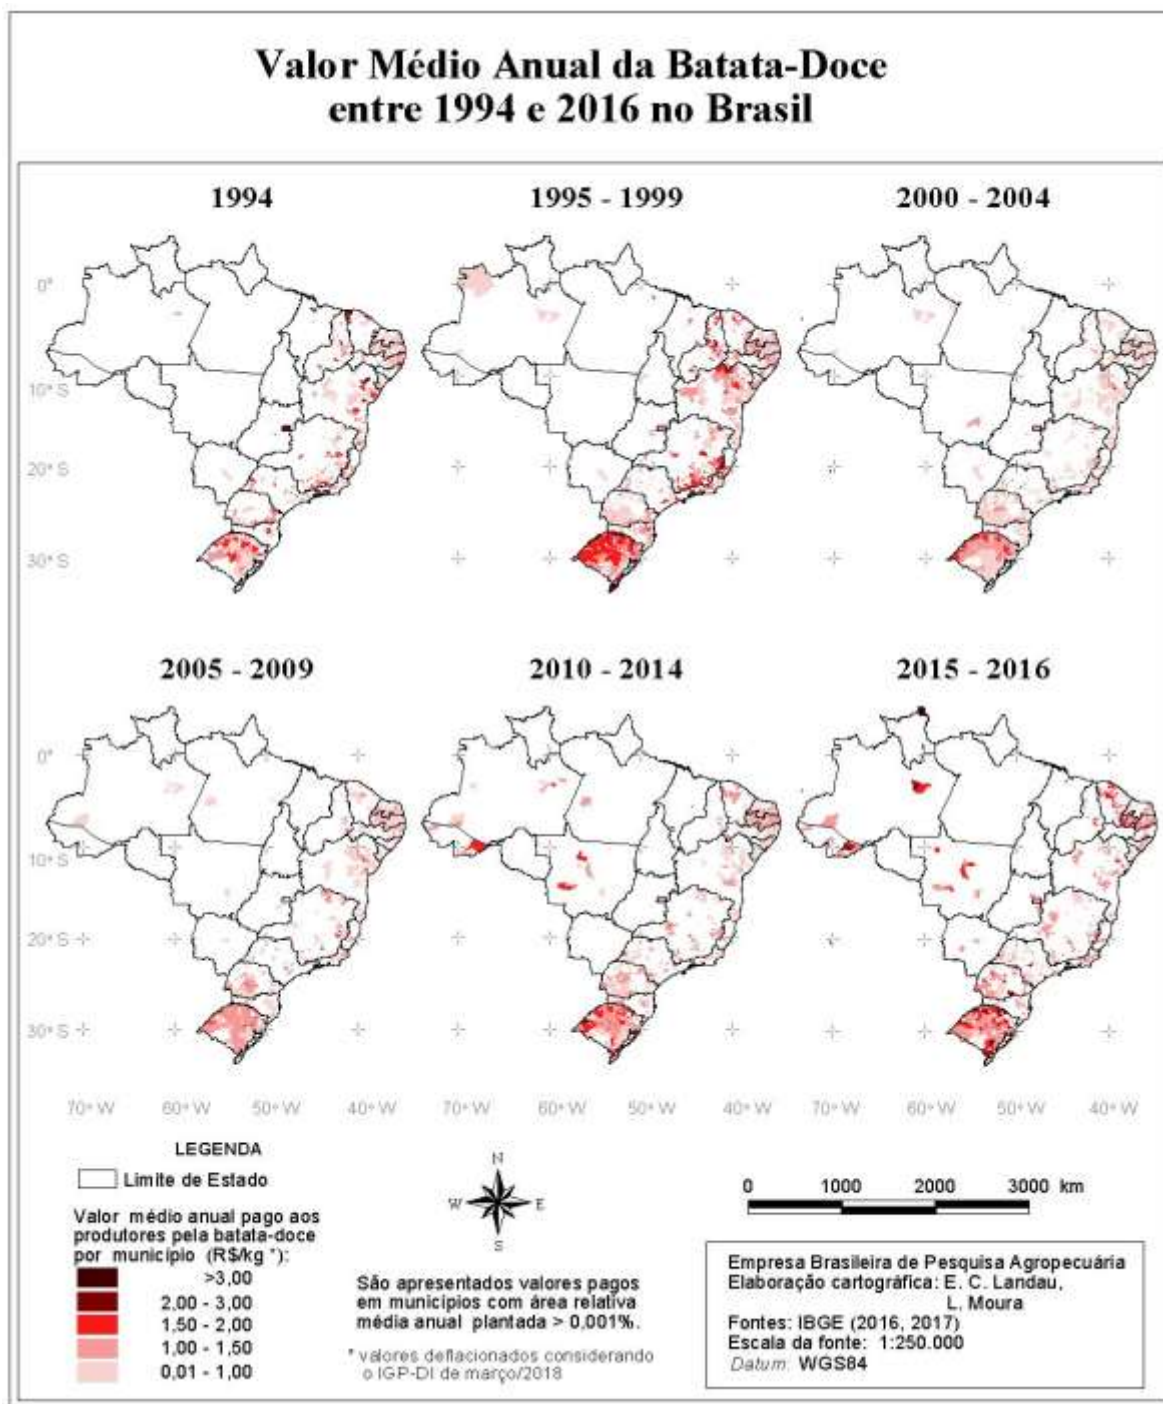 Valor Médio Anual da Batata-Doce
entre 1994 e 2016 no Brasil
1994
1995 - 1999
2000 - 2004
0°
10° S
20° S
30° S
2005 - 2009
2010 - 2014
2015 - 2016
0°
10° S
20° S
30° S
70° W 60° W 50° W 40° W 70° W 60° W 50° W 40° W 70° W 60° W 50° W 40° W
LEGENDA
Limite de Estado
Valor médio anual pago aos
produtores pela batata-doce
por município (R$/kg *):
>3,00
2,00 - 3,00
1,50 - 2,00
1,00 - 1,50
0,01 - 1,00
N
W E
S
São apresentados valores pagos
em municípios com área relativa
média anual plantada > 0,001%.
* valores deflacionados considerando
o IGP-DI de março/2018
0 1000 2000 3000 km
Empresa Brasileira de Pesquisa Agropecuária
Elaboração cartográfica: E. C. Landau,
L. Moura
Fontes: IBGE (2016, 2017)
Escala da fonte: 1:250.000
Datum: WGS84